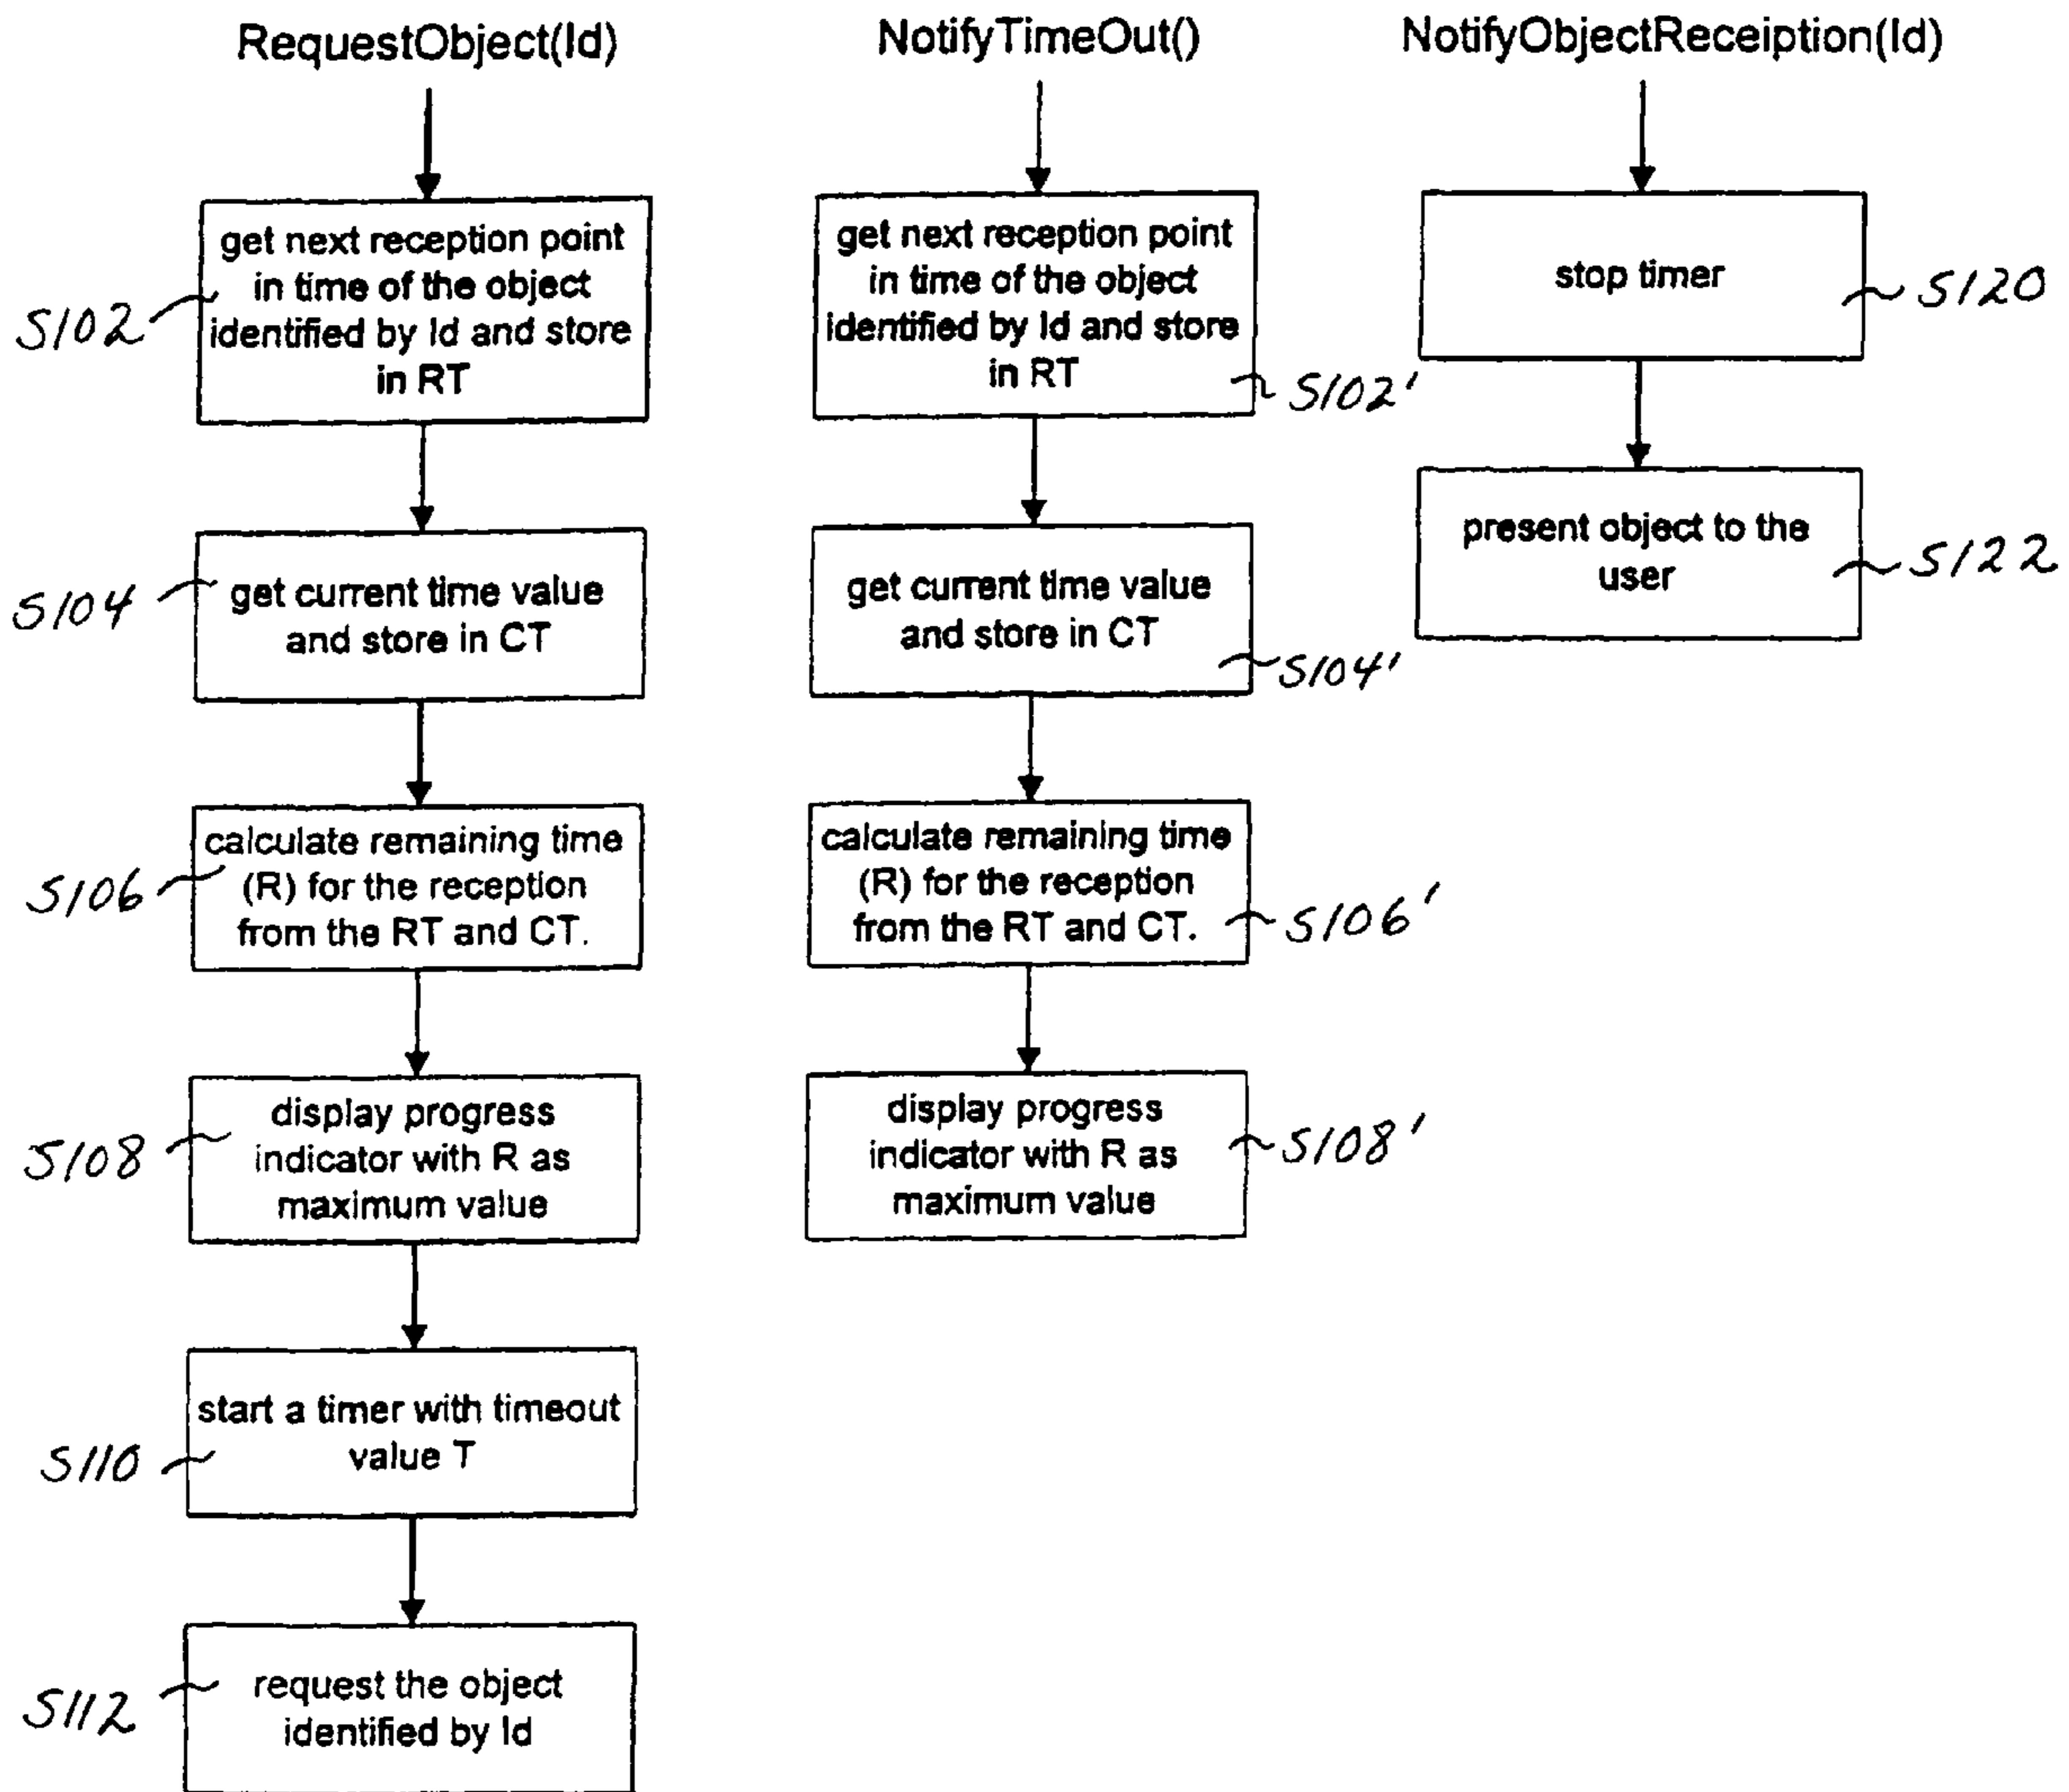 RequestObject(Id)
get next reception point
in time of the object
identified by Id and store
in RT
S102
get current time value
and store in CT
S104
calculate remaining time
(R) for the reception
from the RT and CT.
S106
display progress
indicator with R as
maximum value
S108
start a timer with timeout
value T
S110
request the object
identified by Id
S112
NotifyTimeOut()
get next reception point
in time of the object
identified by Id and store
in RT
S102'
get current time value
and store in CT
S104'
calculate remaining time
(R) for the reception
from the RT and CT.
S106'
display progress
indicator with R as
maximum value
S108'
NotifyObjectReceiption(Id)
stop timer
S120
present object to the
user
S122